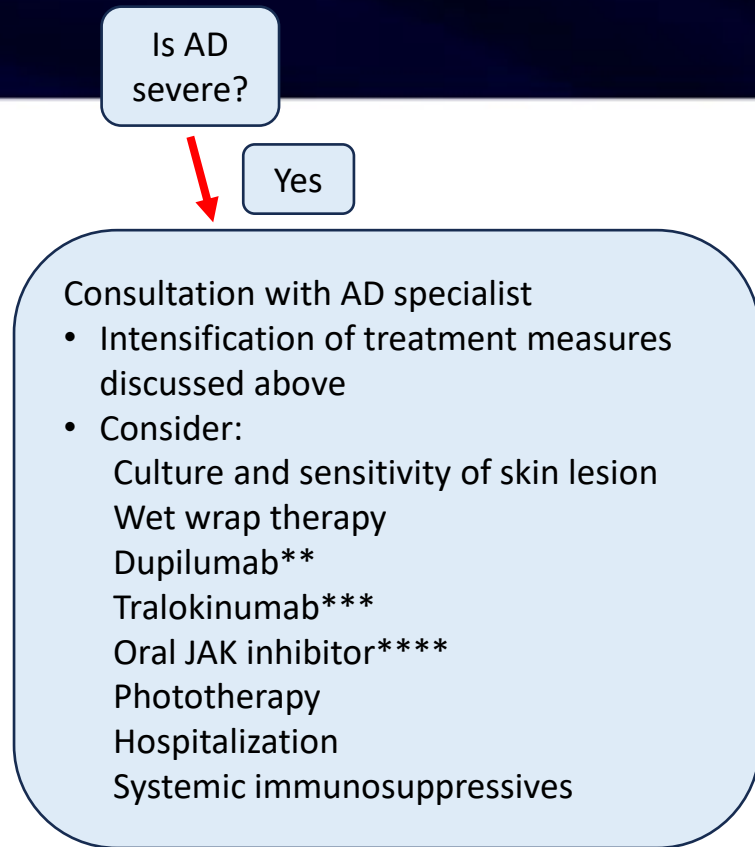 Is AD
severe?
Yes
Consultation with AD specialist
• Intensification of treatment measures
discussed above
• Consider:
Culture and sensitivity of skin lesion
Wet wrap therapy
Dupilumab**
Tralokinumab***
Oral JAK inhibitor****
Phototherapy
Hospitalization
Systemic immunosuppressives